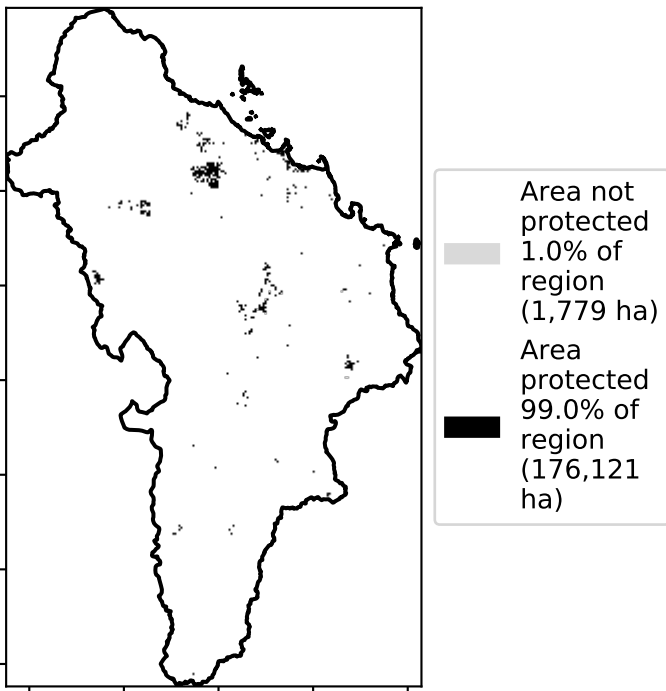 Area not
protected
1.0% of
region
(1,779 ha)
Area
protected
99.0% of
region
(176,121
ha)